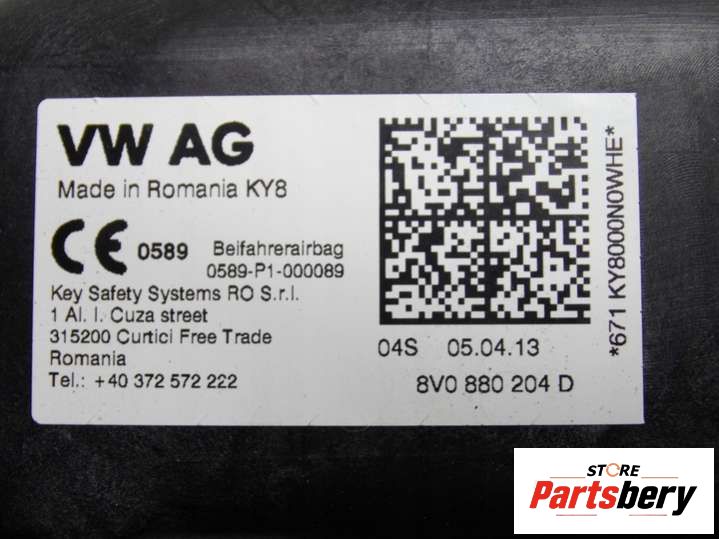 VW AG
Made in Romania KY8
CE 0589 Beifahrerairbag
0589-P1-000089
Key Safety Systems RO S.r.l.
1 Al. I. Cuza street
315200 Curtici Free Trade
Romania
Tel.: +40 372 572 222
04S 05.04.13
8V0 880 204 D
*671 KY8000N0WHE*
STORE
Partsbery